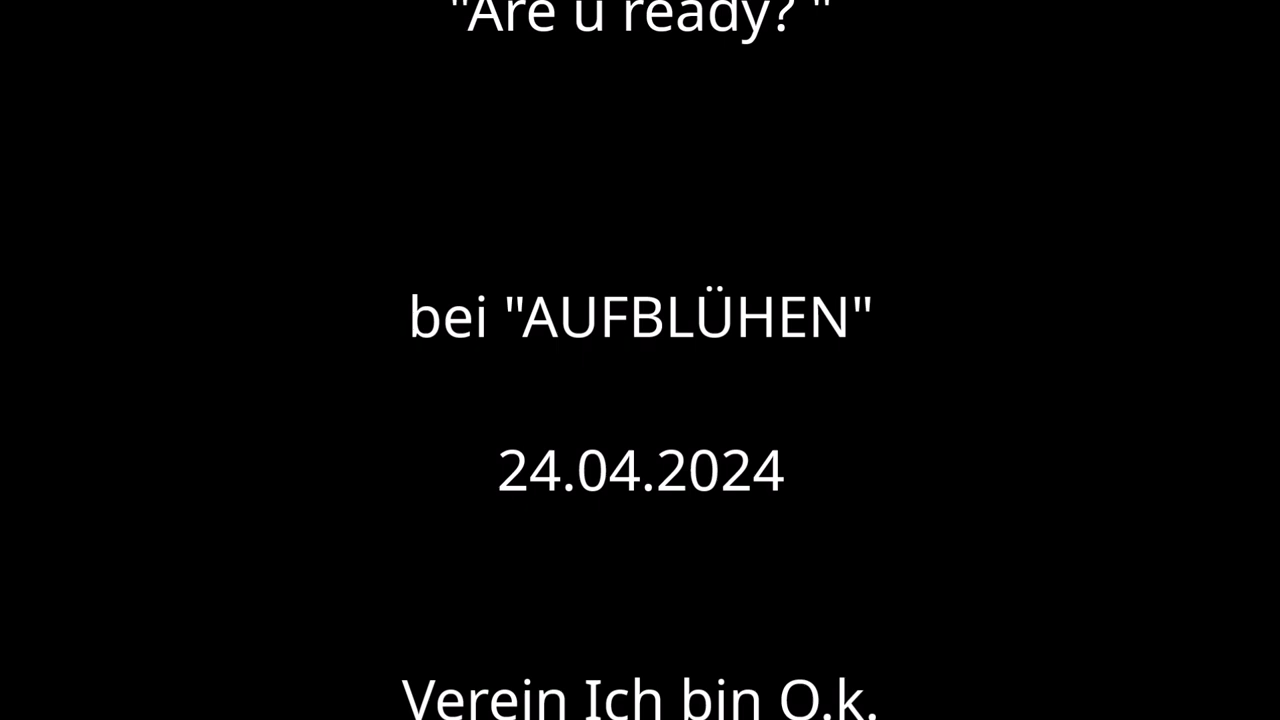 "Are u ready? "
bei "AUFBLÜHEN"
24.04.2024
Verein Ich bin O.k.